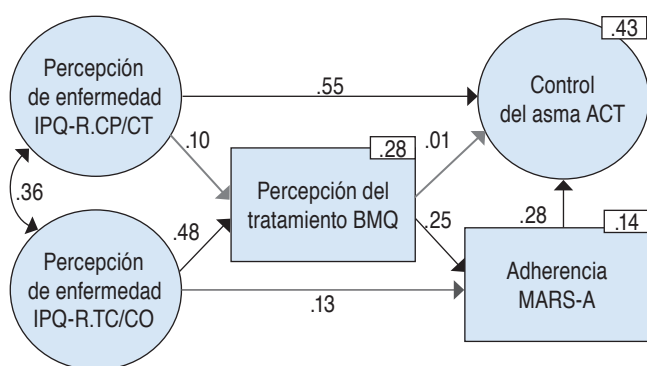 Percepción
de enfermedad
IPQ-R.CP/CT
.55
.43
Control
del asma ACT
.10
.28
.01
Percepción del
tratamiento BMQ
.36
.48
.25
.28
.14
Percepción
de enfermedad
IPQ-R.TC/CO
.13
Adherencia
MARS-A